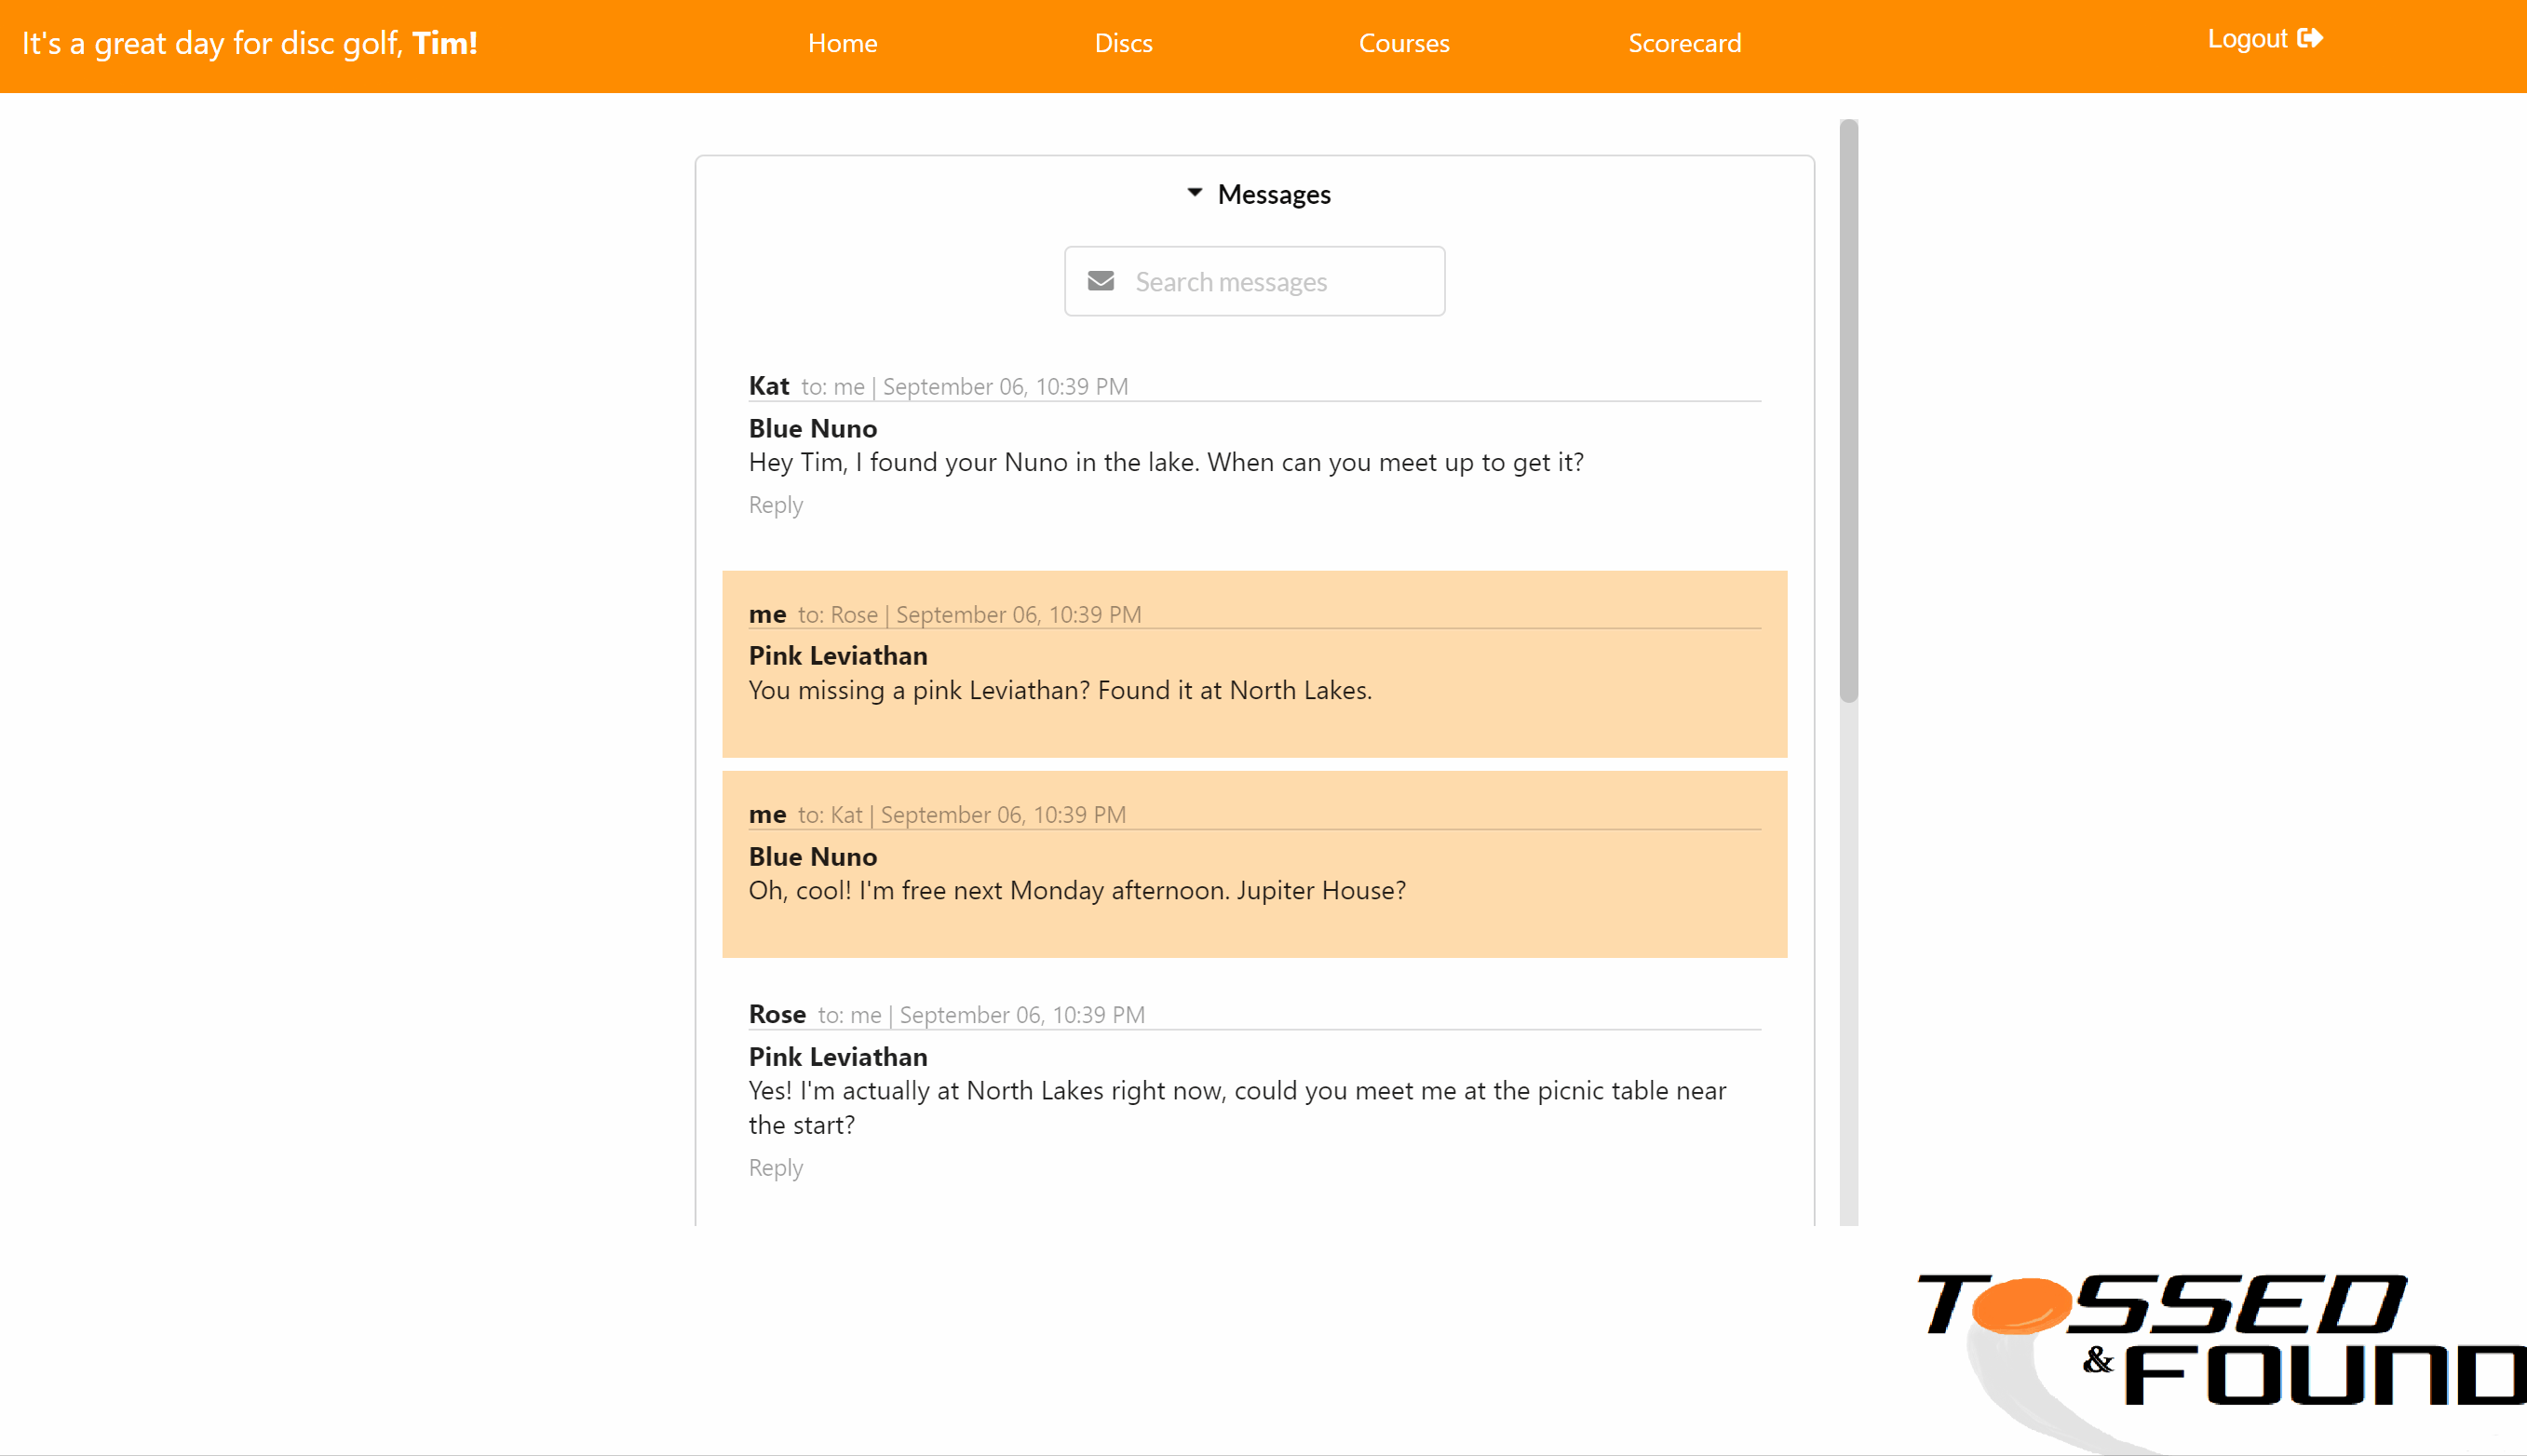 It's a great day for disc golf, Tim!
Home
Discs
Courses
Scorecard
Logout
Messages
Search messages
Kat to: me | September 06, 10:39 PM
Blue Nuno
Hey Tim, I found your Nuno in the lake. When can you meet up to get it?
Reply
me to: Rose | September 06, 10:39 PM
Pink Leviathan
You missing a pink Leviathan? Found it at North Lakes.
me to: Kat | September 06, 10:39 PM
Blue Nuno
Oh, cool! I'm free next Monday afternoon. Jupiter House?
Rose to: me | September 06, 10:39 PM
Pink Leviathan
Yes! I'm actually at North Lakes right now, could you meet me at the picnic table near
the start?
Reply
TOSSED
&FOUND